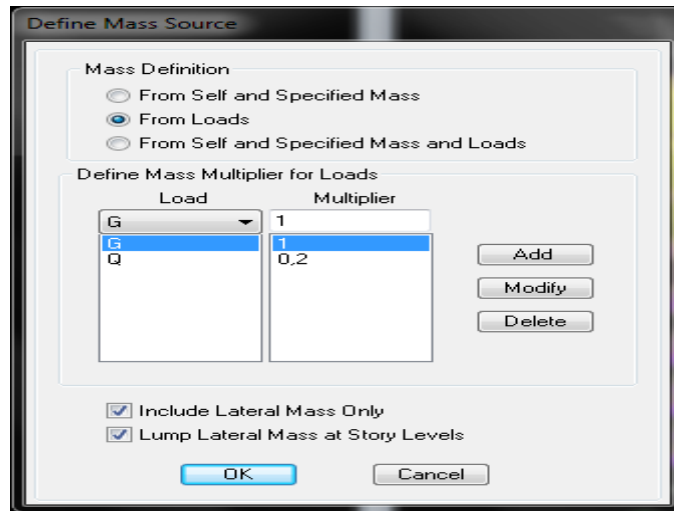 Define Mass Source
Mass Definition
From Self and Specified Mass
From Loads
From Self and Specified Mass and Loads
Define Mass Multiplier for Loads
Load Multiplier
G 1
G 1
Q 0,2
Add
Modify
Delete
Include Lateral Mass Only
Lump Lateral Mass at Story Levels
OK Cancel